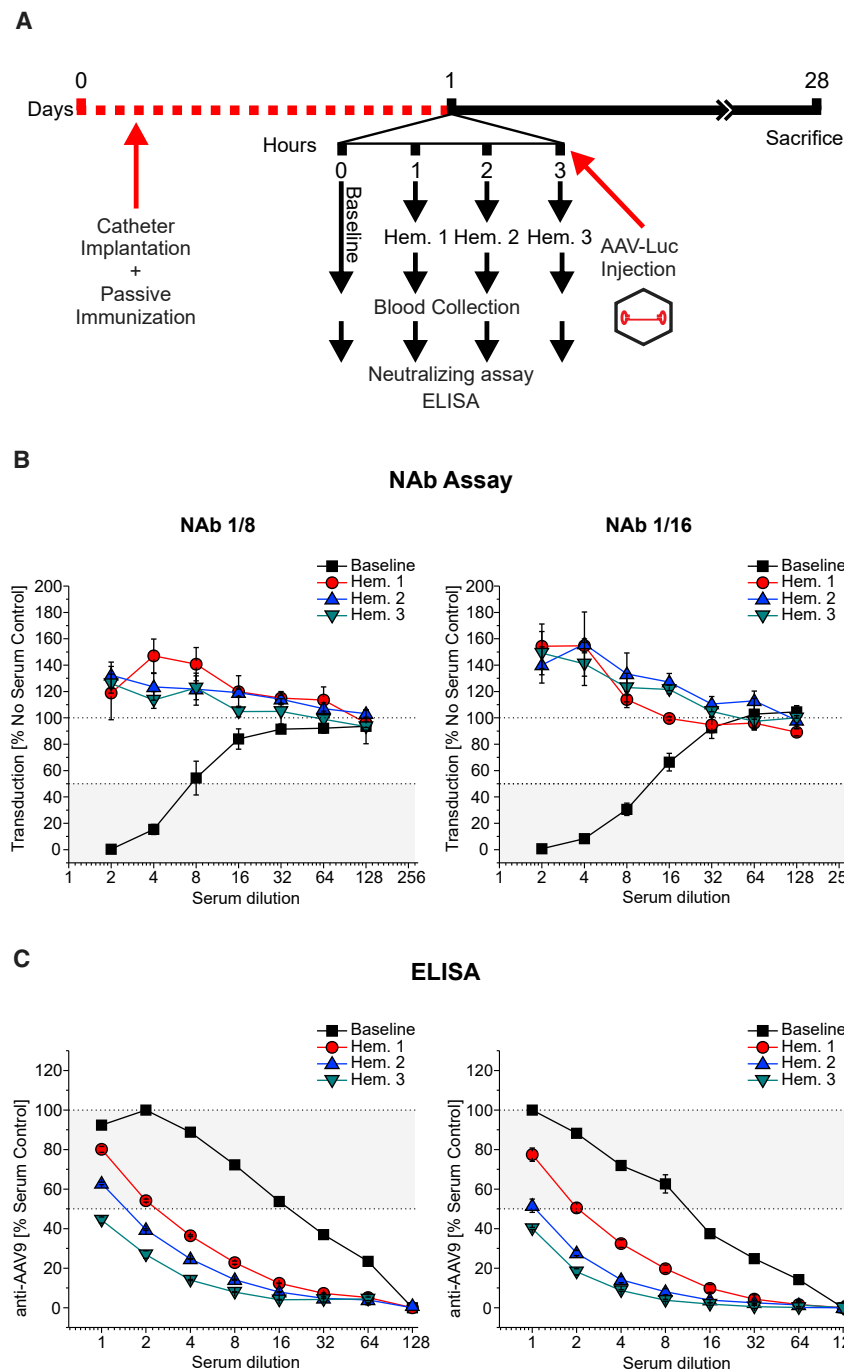 A
0
1
28
Days
Sacrifice
Hours
0
1
2
3
Baseline
Catheter
Implantation
+
Passive
Immunization
Hem. 1
Hem. 2
Hem. 3
AAV-Luc
Injection
Blood Collection
Neutralizing assay
ELISA
B
NAb Assay
NAb 1/8
Baseline
Hem. 1
Hem. 2
Hem. 3
Transduction [% No Serum Control]
200
180
160
140
120
100
80
60
40
20
0
1 2 4 8 16 32 64 128 256
Serum dilution
NAb 1/16
Baseline
Hem. 1
Hem. 2
Hem. 3
Transduction [% No Serum Control]
200
180
160
140
120
100
80
60
40
20
0
1 2 4 8 16 32 64 128 25
Serum dilution
C
ELISA
Baseline
Hem. 1
Hem. 2
Hem. 3
anti-AAV9 [% Serum Control]
120
100
80
60
40
20
0
1 2 4 8 16 32 64 128
Serum dilution
Baseline
Hem. 1
Hem. 2
Hem. 3
anti-AAV9 [% Serum Control]
120
100
80
60
40
20
0
1 2 4 8 16 32 64 12
Serum dilution